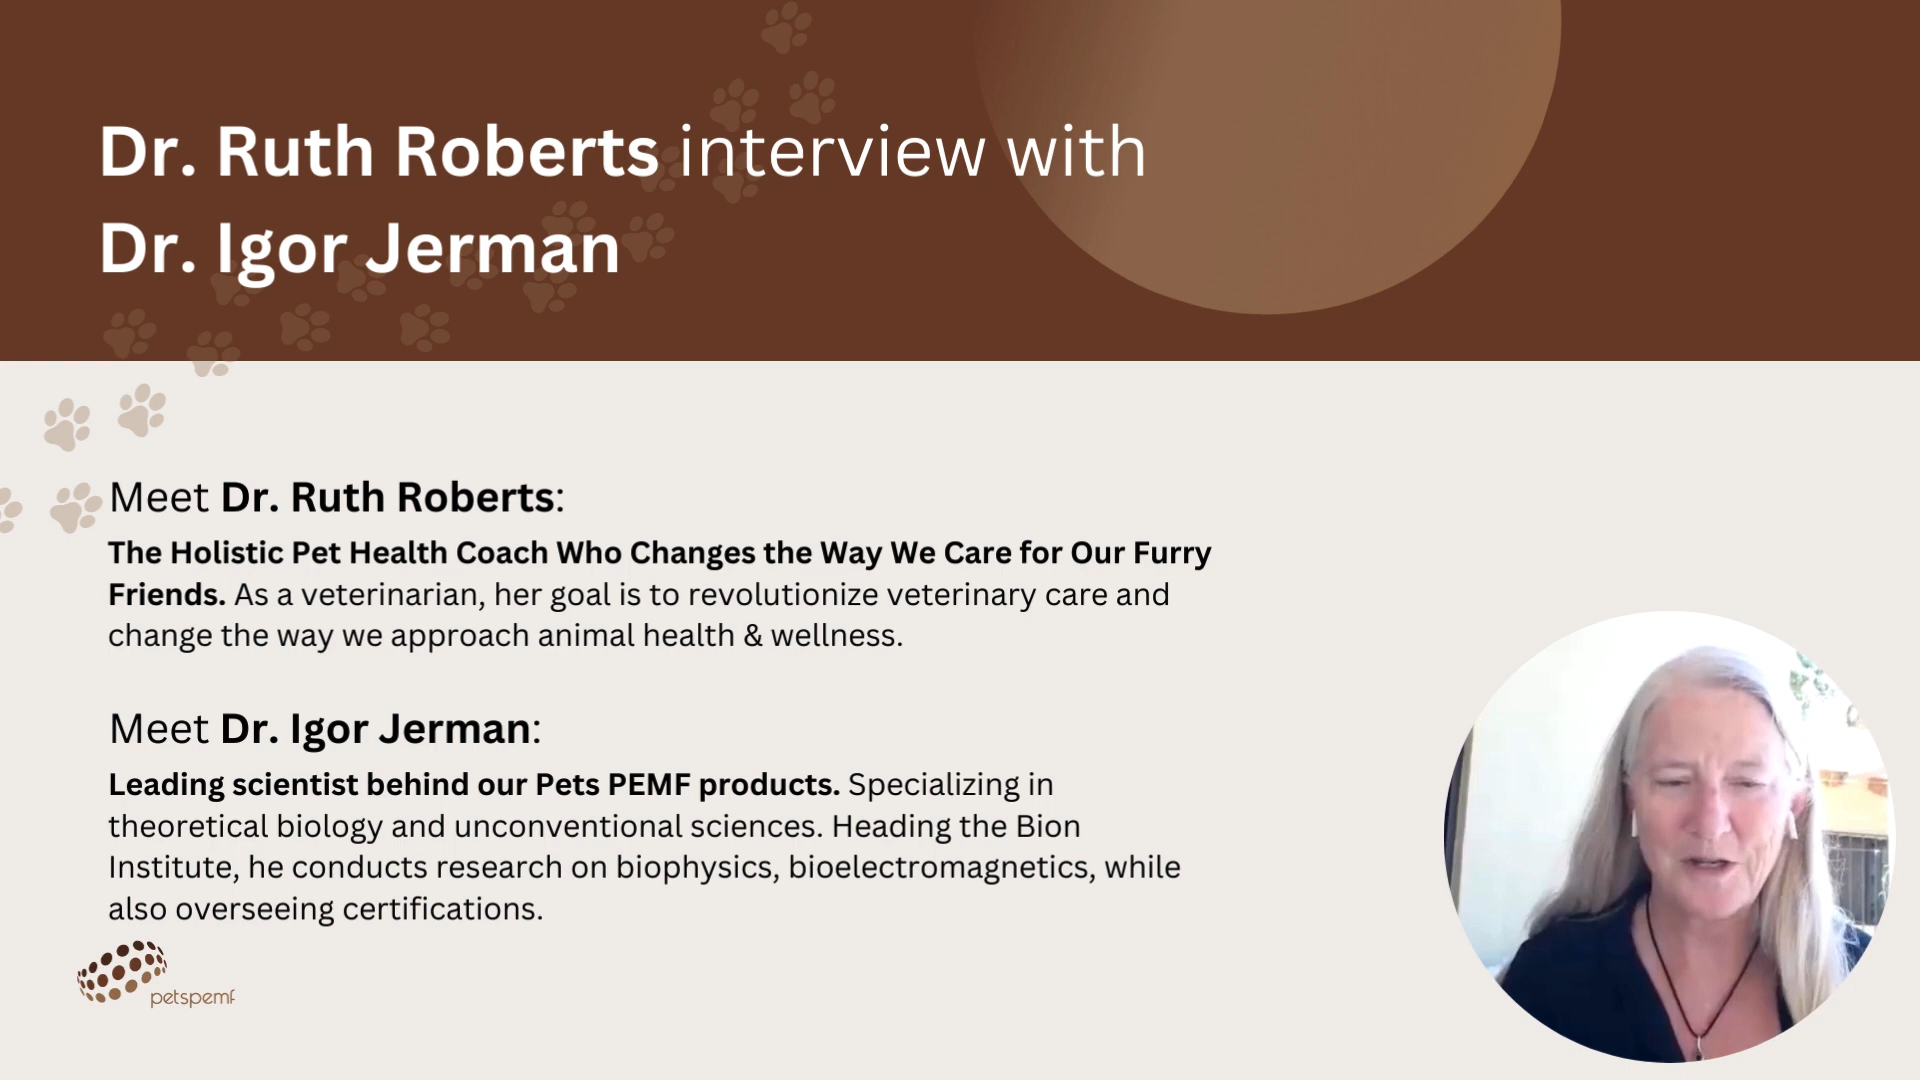 Dr. Ruth Roberts interview with
Dr. Igor Jerman
Meet Dr. Ruth Roberts:
The Holistic Pet Health Coach Who Changes the Way We Care for Our Furry
Friends. As a veterinarian, her goal is to revolutionize veterinary care and
change the way we approach animal health & wellness.
Meet Dr. Igor Jerman:
Leading scientist behind our Pets PEMF products. Specializing in
theoretical biology and unconventional sciences. Heading the Bion
Institute, he conducts research on biophysics, bioelectromagnetics, while
also overseeing certifications.
petspemf